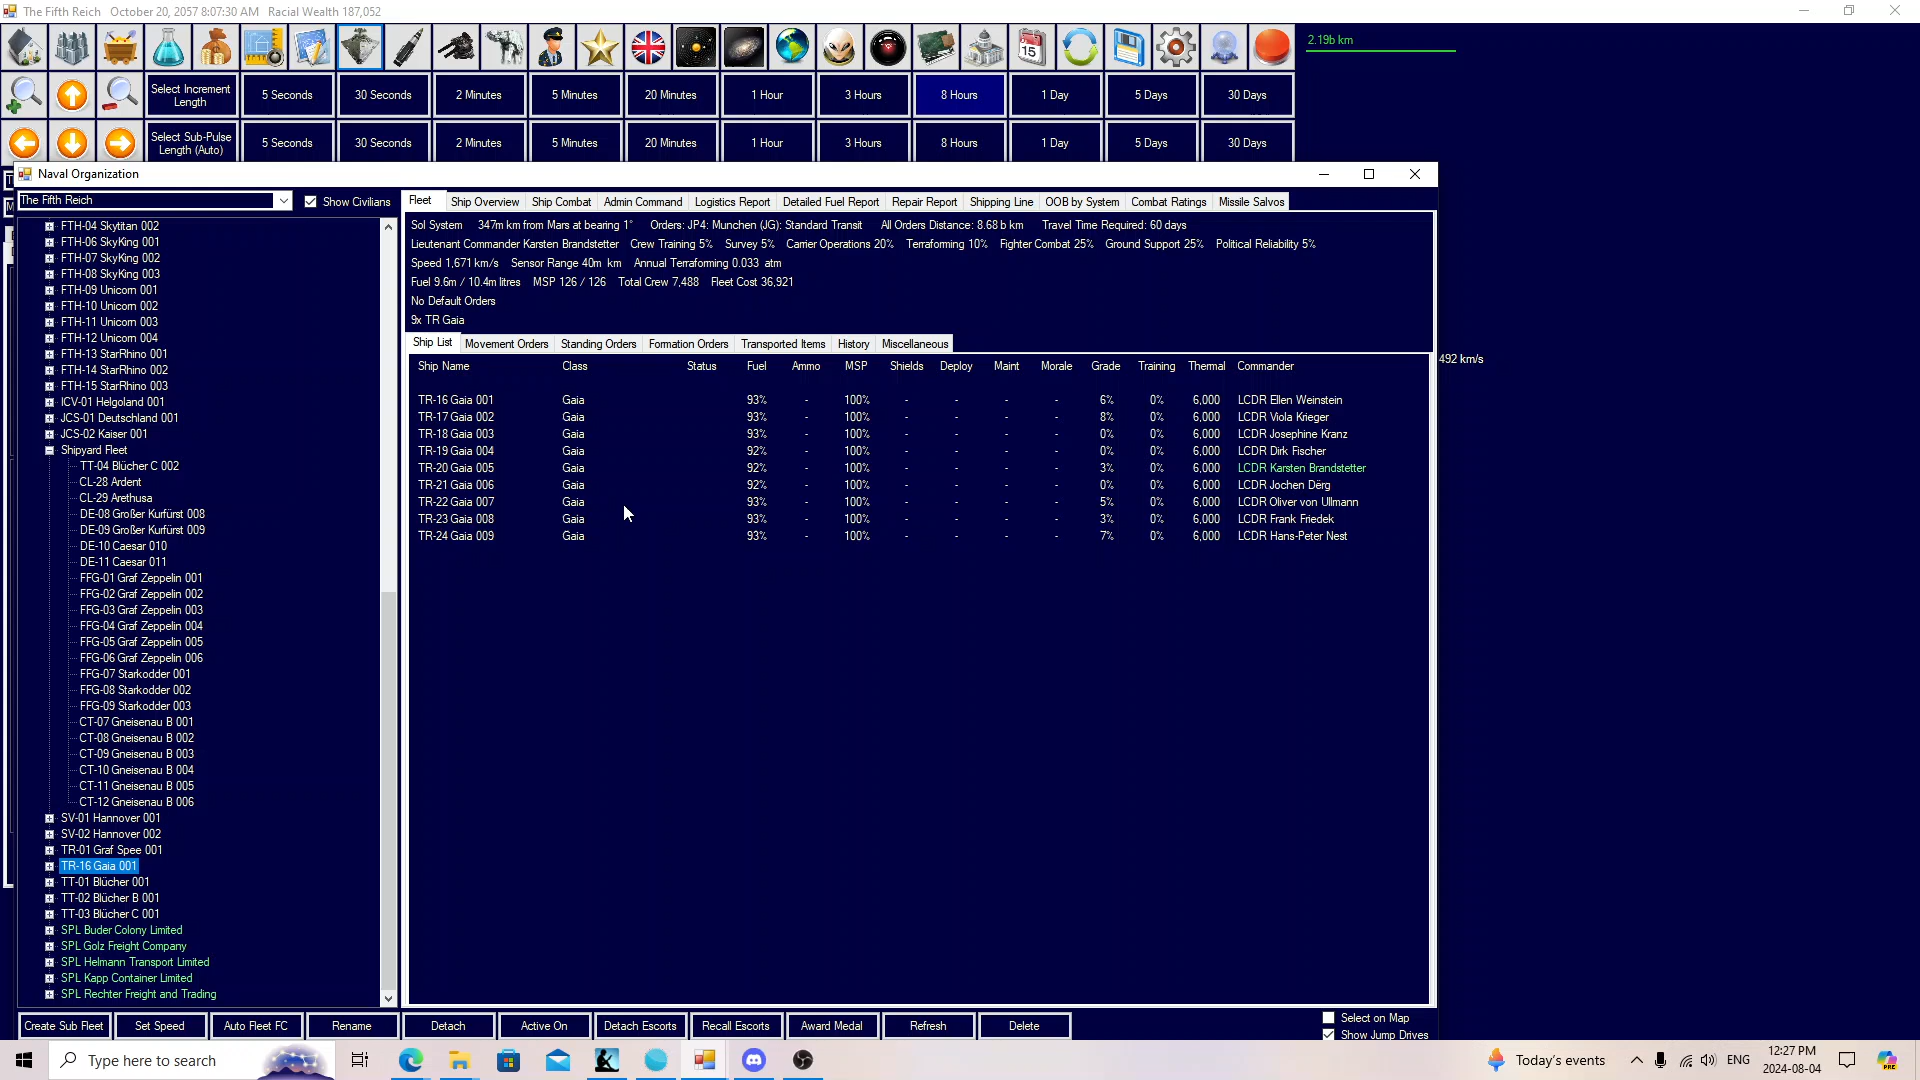 The Fifth Reich   October 20, 2057 8:07:30 AM   Racial Wealth 187,052
2.19b km
Select Increment Length
5 Seconds
30 Seconds
2 Minutes
5 Minutes
20 Minutes
1 Hour
3 Hours
8 Hours
1 Day
5 Days
30 Days
Select Sub-Pulse Length (Auto)
5 Seconds
30 Seconds
2 Minutes
5 Minutes
20 Minutes
1 Hour
3 Hours
8 Hours
1 Day
5 Days
30 Days
Naval Organization
The Fifth Reich
Show Civilians
FTH-04 Skytitan 002
FTH-06 SkyKing 001
FTH-07 SkyKing 002
FTH-08 SkyKing 003
FTH-09 Unicorn 001
FTH-10 Unicorn 002
FTH-11 Unicorn 003
FTH-12 Unicorn 004
FTH-13 StarRhino 001
FTH-14 StarRhino 002
FTH-15 StarRhino 003
ICV-01 Helgoland 001
JCS-01 Deutschland 001
JCS-02 Kaiser 001
Shipyard Fleet
TT-04 Blücher C 002
CL-28 Ardent
CL-29 Arethusa
DE-08 Großer Kurfürst 008
DE-09 Großer Kurfürst 009
DE-10 Caesar 010
DE-11 Caesar 011
FFG-01 Graf Zeppelin 001
FFG-02 Graf Zeppelin 002
FFG-03 Graf Zeppelin 003
FFG-04 Graf Zeppelin 004
FFG-05 Graf Zeppelin 005
FFG-06 Graf Zeppelin 006
FFG-07 Starkodder 001
FFG-08 Starkodder 002
FFG-09 Starkodder 003
CT-07 Gneisenau B 001
CT-08 Gneisenau B 002
CT-09 Gneisenau B 003
CT-10 Gneisenau B 004
CT-11 Gneisenau B 005
CT-12 Gneisenau B 006
SV-01 Hannover 001
SV-02 Hannover 002
TR-01 Graf Spee 001
TR-16 Gaia 001
TT-01 Blücher 001
TT-02 Blücher B 001
TT-03 Blücher C 001
SPL Buder Colony Limited
SPL Golz Freight Company
SPL Helmann Transport Limited
SPL Kapp Container Limited
SPL Rechter Freight and Trading
Fleet   Ship Overview   Ship Combat   Admin Command   Logistics Report   Detailed Fuel Report   Repair Report   Shipping Line   OOB by System   Combat Ratings   Missile Salvos
Sol System   347m km from Mars at bearing 1°   Orders: JP4: Munchen (JG): Standard Transit   All Orders Distance: 8.68 b km   Travel Time Required: 60 days
Lieutenant Commander Karsten Brandstetter   Crew Training 5%   Survey 5%   Carrier Operations 20%   Terraforming 10%   Fighter Combat 25%   Ground Support 25%   Political Reliability 5%
Speed 1,671 km/s   Sensor Range 40m km   Annual Terraforming 0.033 atm
Fuel 9.6m / 10.4m litres   MSP 126 / 126   Total Crew 7,488   Fleet Cost 36,921
No Default Orders
9x TR Gaia
Ship List   Movement Orders   Standing Orders   Formation Orders   Transported Items   History   Miscellaneous
492 km/s
Ship Name   Class   Status   Fuel   Ammo   MSP   Shields   Deploy   Maint   Morale   Grade   Training   Thermal   Commander
TR-16 Gaia 001   Gaia   93%   -   100%   -   -   -   -   6%   0%   6,000   LCDR Ellen Weinstein
TR-17 Gaia 002   Gaia   93%   -   100%   -   -   -   -   8%   0%   6,000   LCDR Viola Krieger
TR-18 Gaia 003   Gaia   93%   -   100%   -   -   -   -   0%   0%   6,000   LCDR Josephine Kranz
TR-19 Gaia 004   Gaia   92%   -   100%   -   -   -   -   0%   0%   6,000   LCDR Dirk Fischer
TR-20 Gaia 005   Gaia   92%   -   100%   -   -   -   -   3%   0%   6,000   LCDR Karsten Brandstetter
TR-21 Gaia 006   Gaia   92%   -   100%   -   -   -   -   0%   0%   6,000   LCDR Jochen Dërg
TR-22 Gaia 007   Gaia   93%   -   100%   -   -   -   -   5%   0%   6,000   LCDR Oliver von Ullmann
TR-23 Gaia 008   Gaia   93%   -   100%   -   -   -   -   3%   0%   6,000   LCDR Frank Friedek
TR-24 Gaia 009   Gaia   93%   -   100%   -   -   -   -   7%   0%   6,000   LCDR Hans-Peter Nest
Create Sub Fleet   Set Speed   Auto Fleet FC   Rename   Detach   Active On   Detach Escorts   Recall Escorts   Award Medal   Refresh   Delete
Select on Map
Show Jump Drives
Type here to search
Today's events
ENG
12:27 PM
2024-08-04